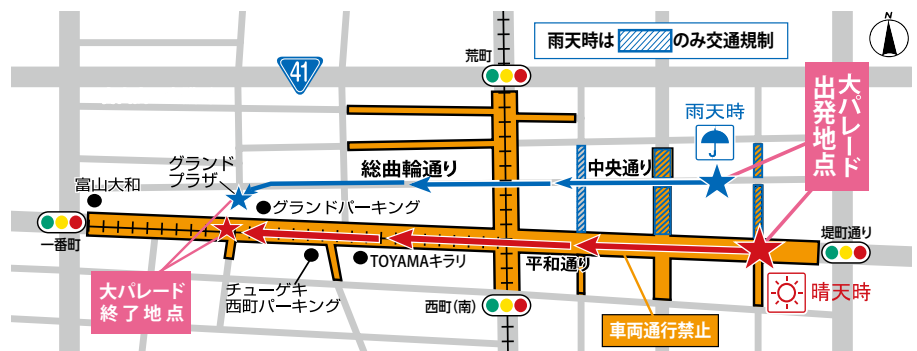 N
雨天時は のみ交通規制
41
荒町
大パレード
出発地点
雨天時
グランド
プラザ
総曲輪通り
中央通り
富山大和
グランドパーキング
一番町
堤町通り
TOYAMAキラリ
平和通り
チューゲキ
西町パーキング
大パレード
終了地点
西町(南)
車両通行禁止
晴天時